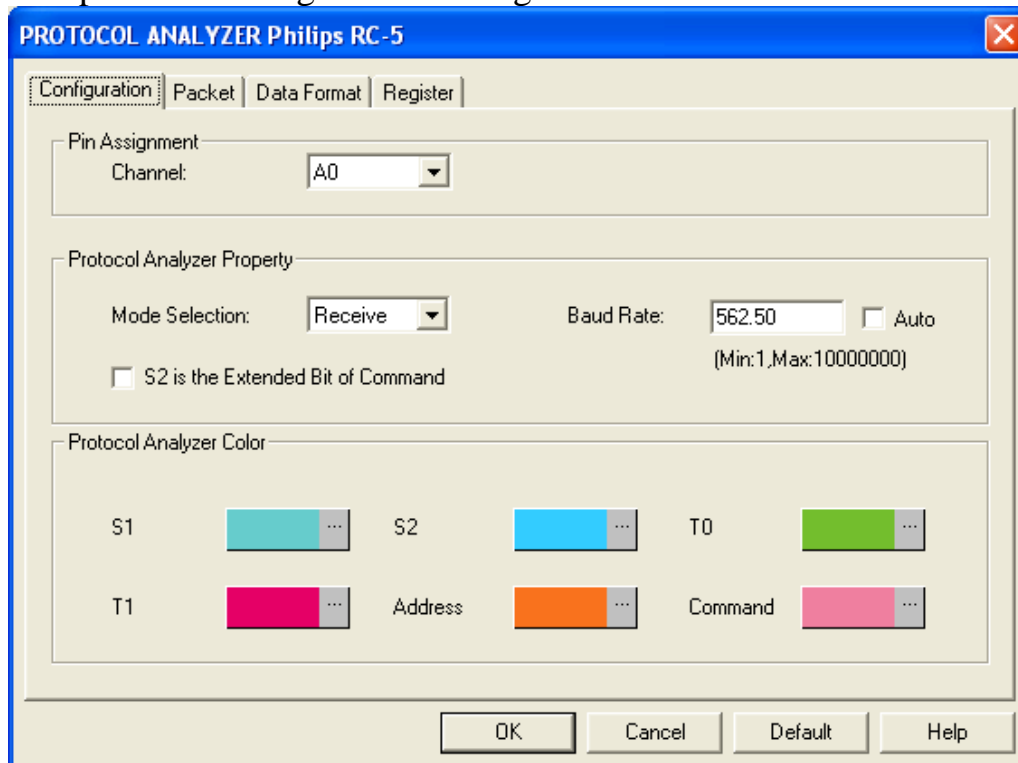 PROTOCOL ANALYZER Philips RC-5
Configuration Packet Data Format Register
Pin Assignment
Channel: A0
Protocol Analyzer Property
Mode Selection: Receive Baud Rate: 562.50 Auto
(Min:1,Max:10000000)
S2 is the Extended Bit of Command
Protocol Analyzer Color
S1 ... S2 ... T0 ...
T1 ... Address ... Command ...
OK Cancel Default Help